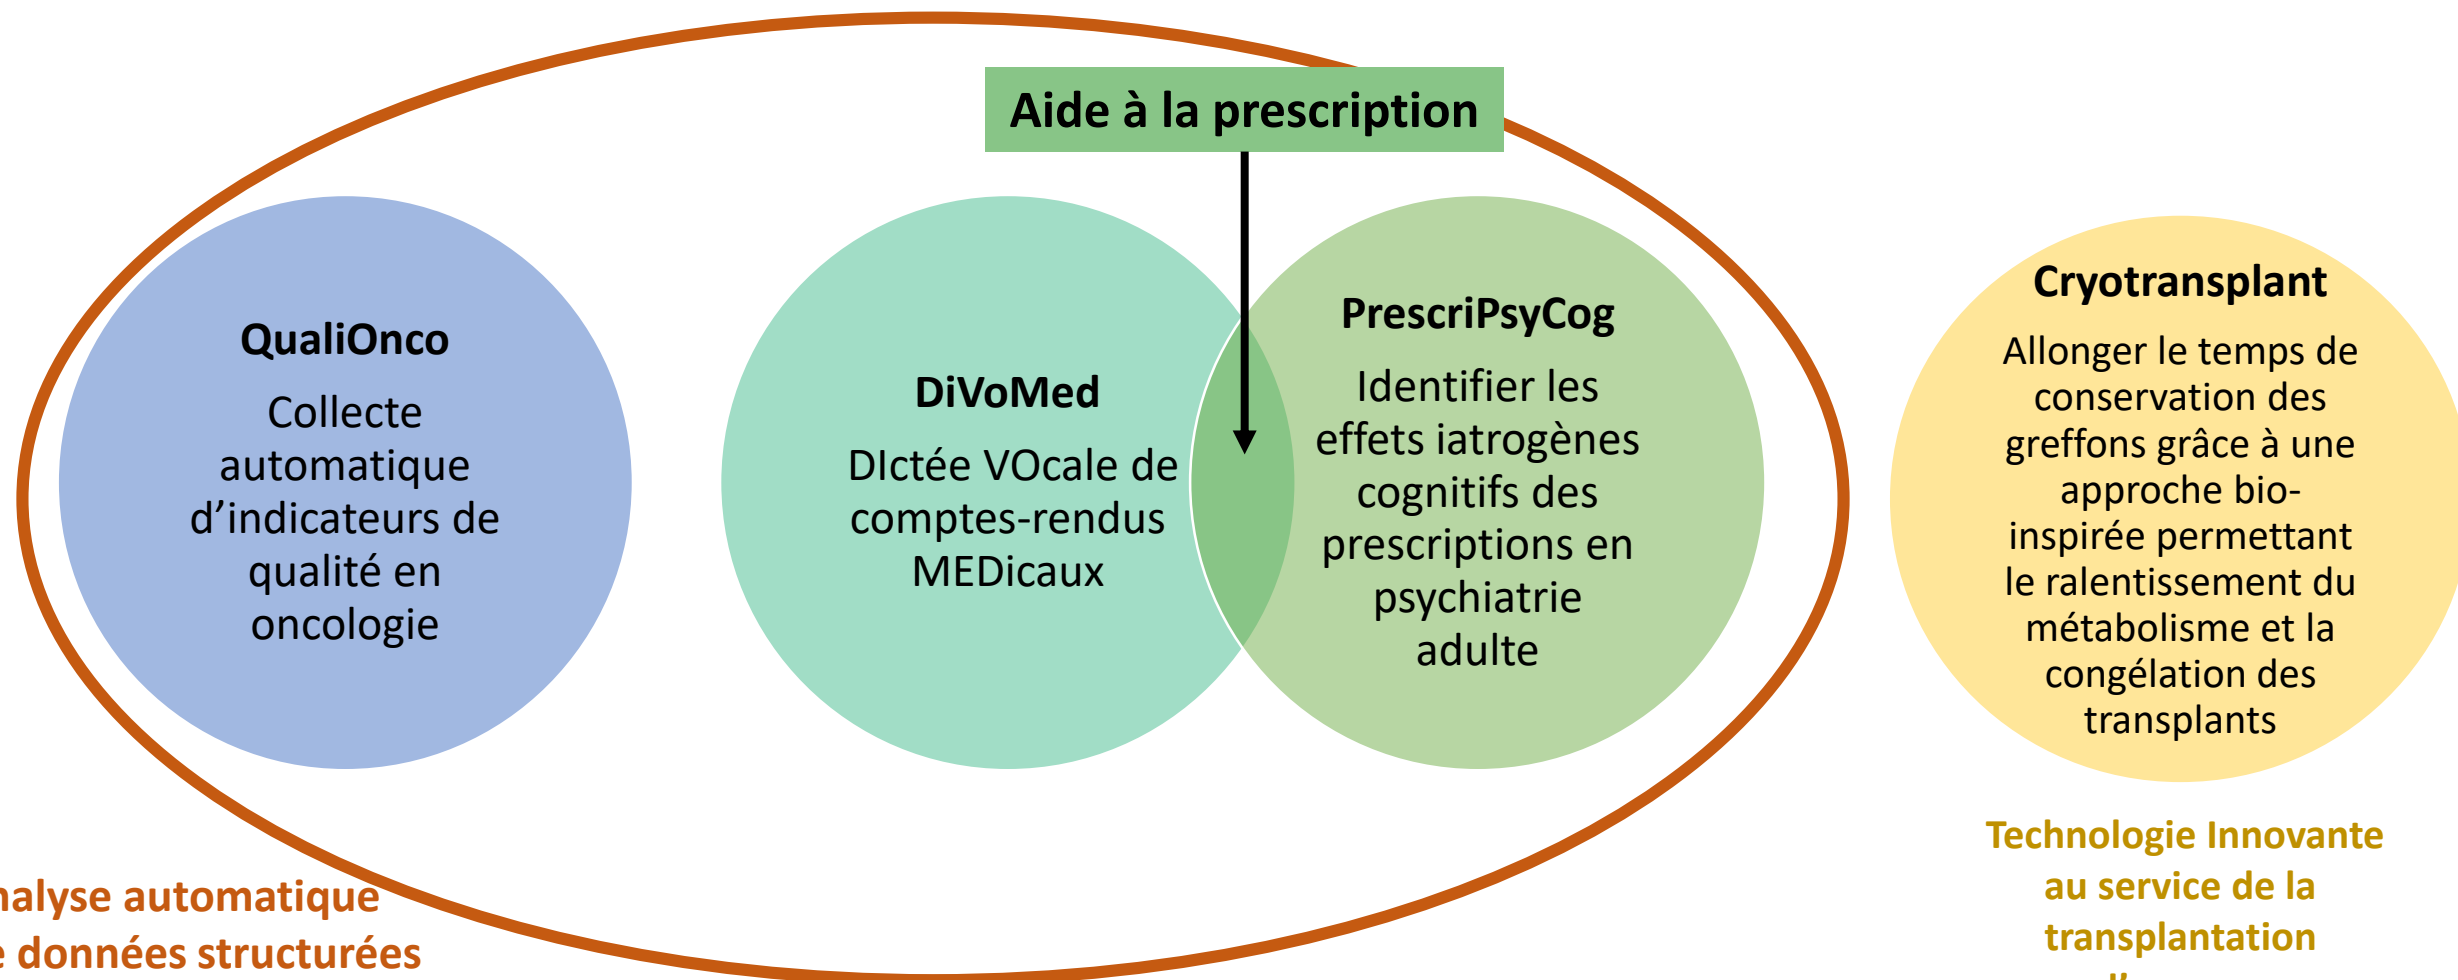 Aide à la prescription
QualiOnco
Collecte
automatique
d’indicateurs de
qualité en
oncologie
DiVoMed
DIctée VOcale de
comptes-rendus
MEDicaux
PrescriPsyCog
Identifier les
effets iatrogènes
cognitifs des
prescriptions en
psychiatrie
adulte
Cryotransplant
Allonger le temps de
conservation des
greffons grâce à une
approche bio-
inspirée permettant
le ralentissement du
métabolisme et la
congélation des
transplants
nalyse automatique
e données structurées
Technologie Innovante
au service de la
transplantation